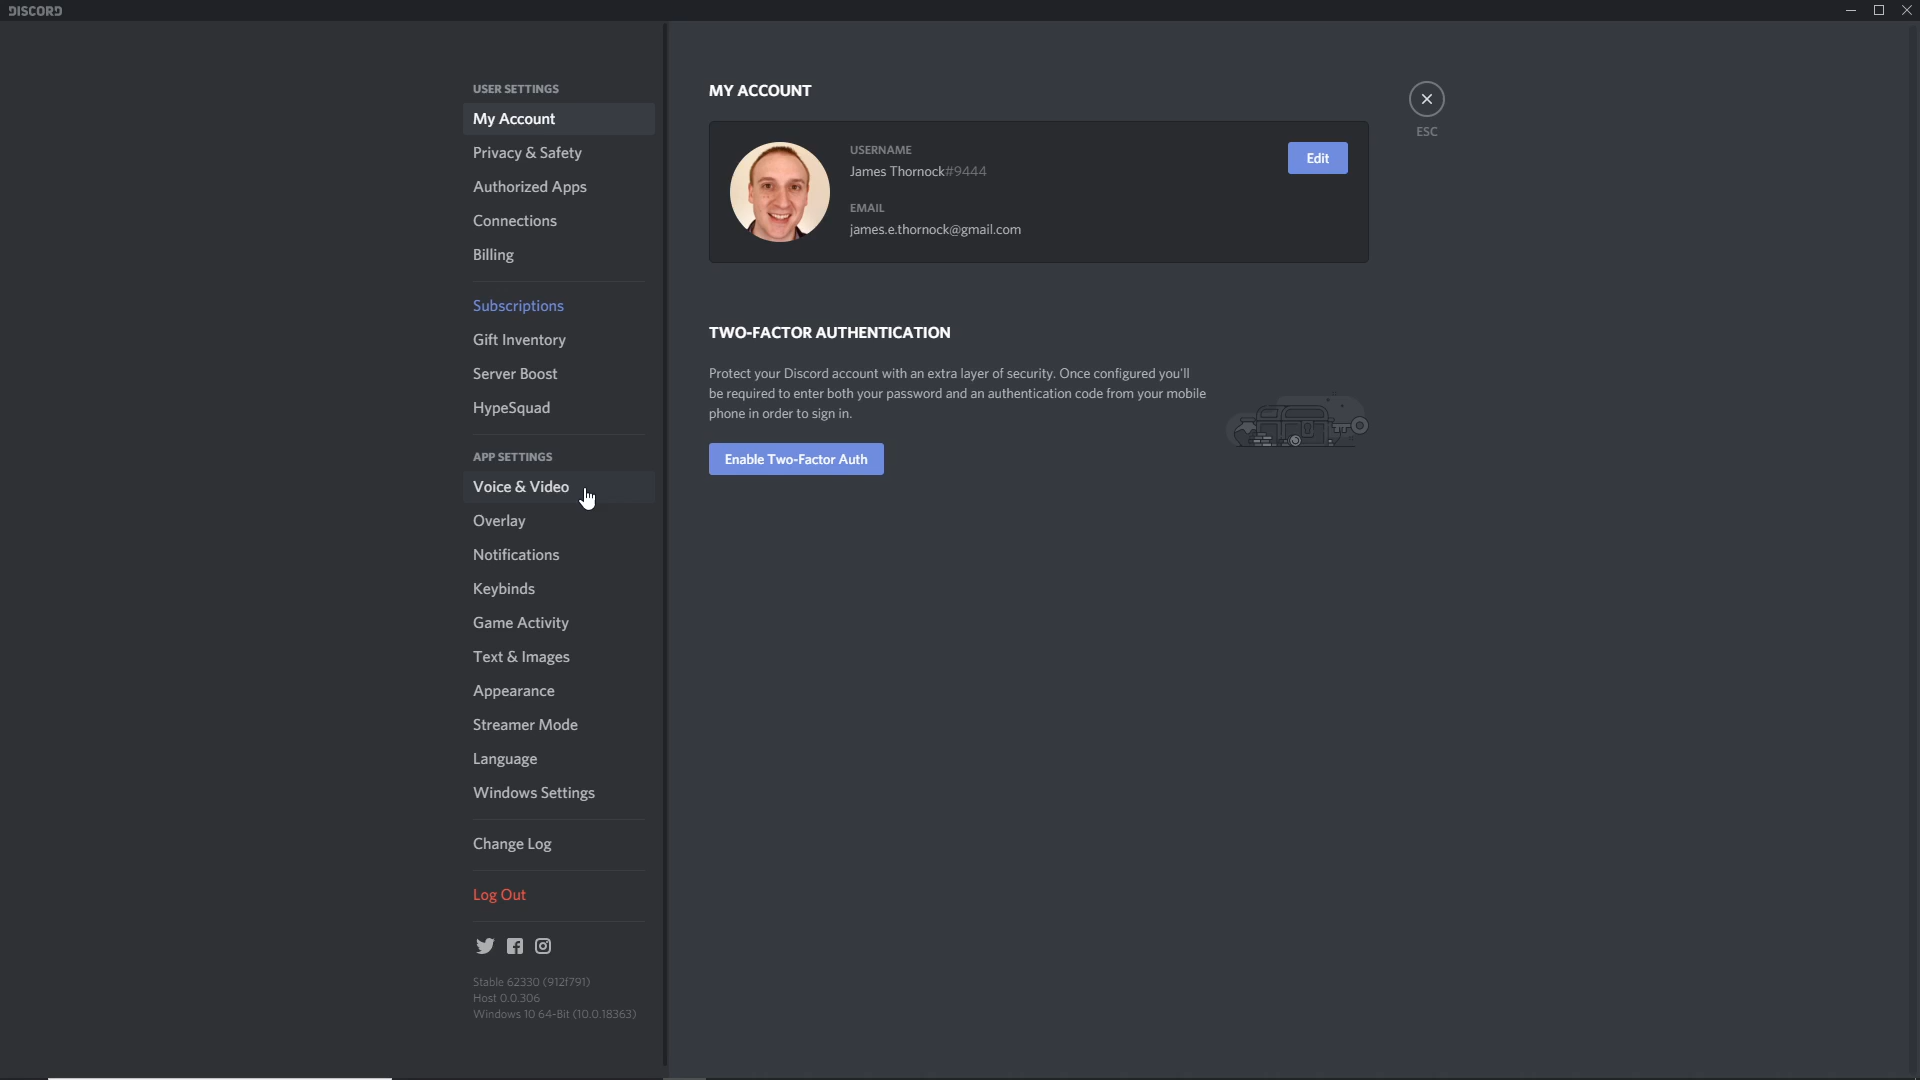 DISCORD
USER SETTINGS
My Account
Privacy & Safety
Authorized Apps
Connections
Billing
Subscriptions
Gift Inventory
Server Boost
HypeSquad
APP SETTINGS
Voice & Video
Overlay
Notifications
Keybinds
Game Activity
Text & Images
Appearance
Streamer Mode
Language
Windows Settings
Change Log
Log Out
Stable 62330 (912f791)
Host 0.0.306
Windows 10 64-Bit (10.0.18363)
MY ACCOUNT
USERNAME
James Thornock#9444
EMAIL
james.e.thornock@gmail.com
Edit
ESC
TWO-FACTOR AUTHENTICATION
Protect your Discord account with an extra layer of security. Once configured you'll
be required to enter both your password and an authentication code from your mobile
phone in order to sign in.
Enable Two-Factor Auth